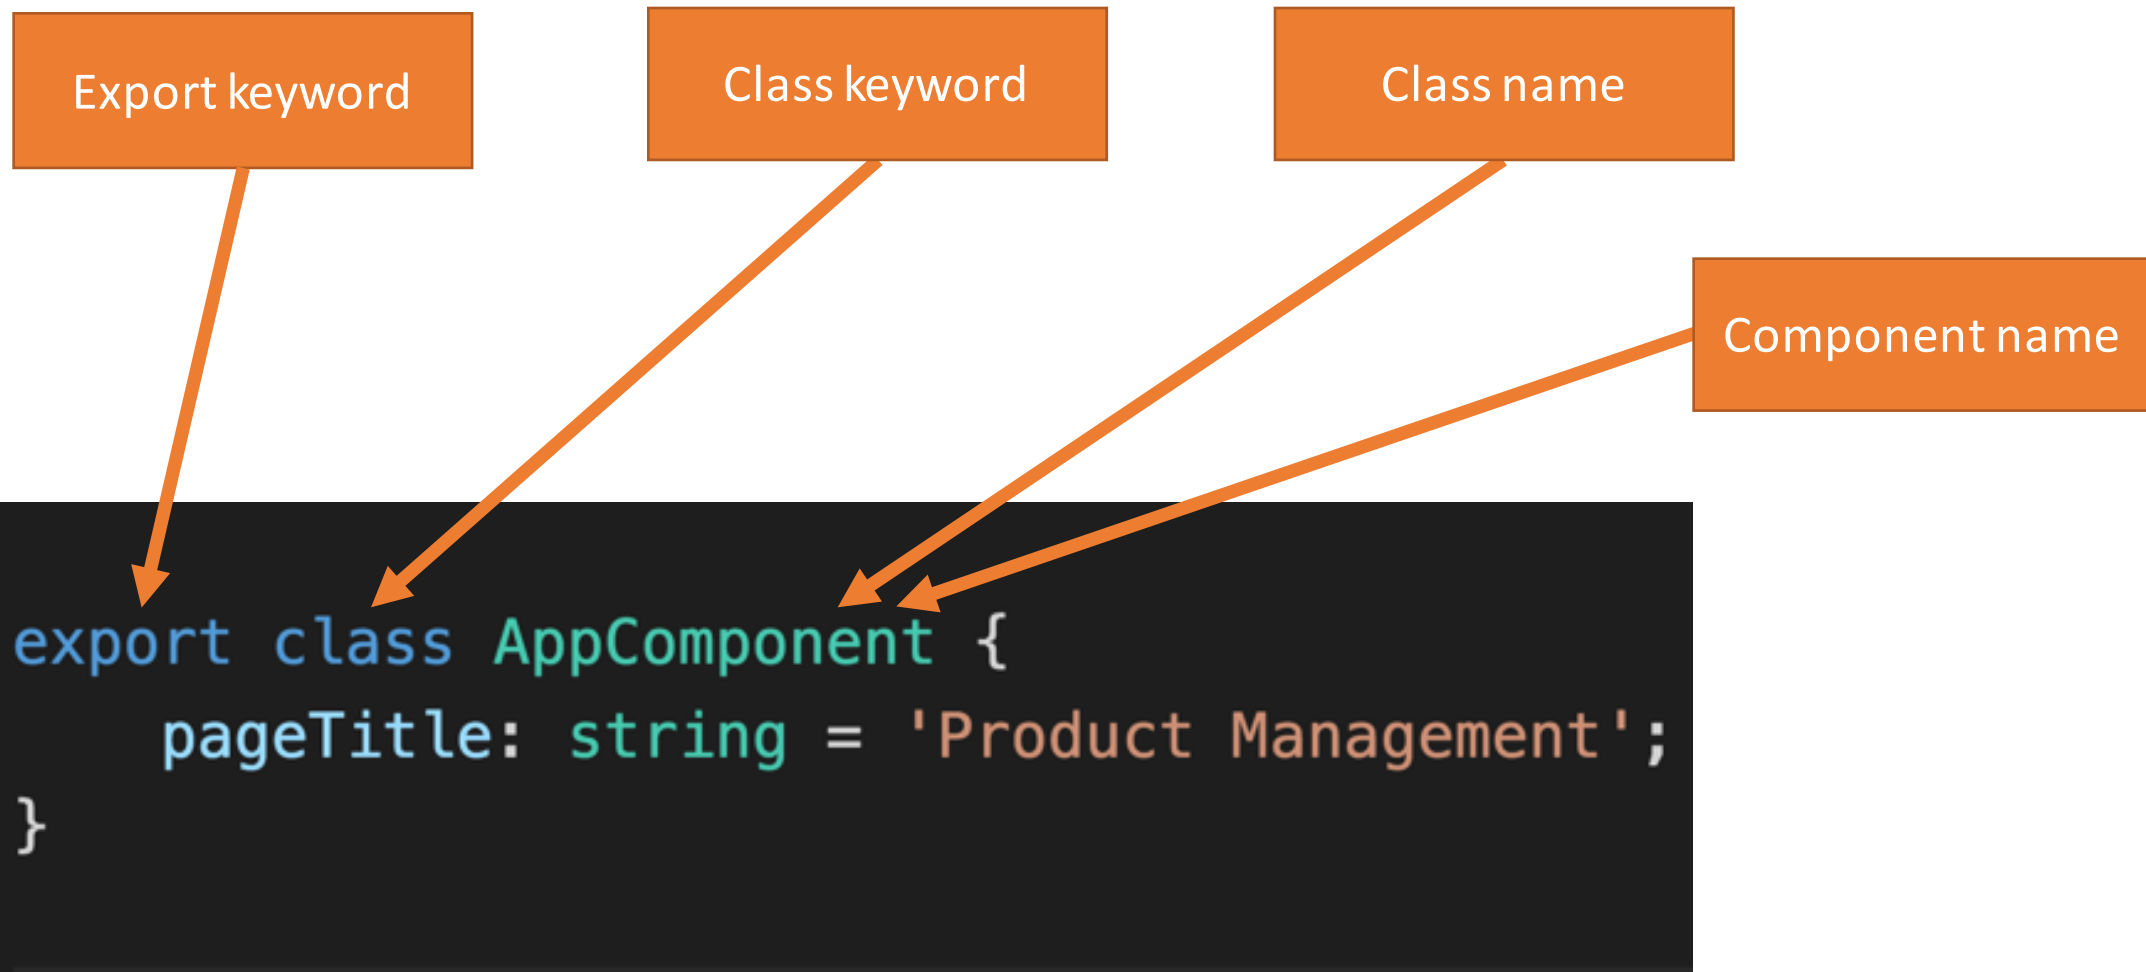 Export keyword
Class keyword
Class name
Component name
export class AppComponent {
    pageTitle: string = 'Product Management';
}